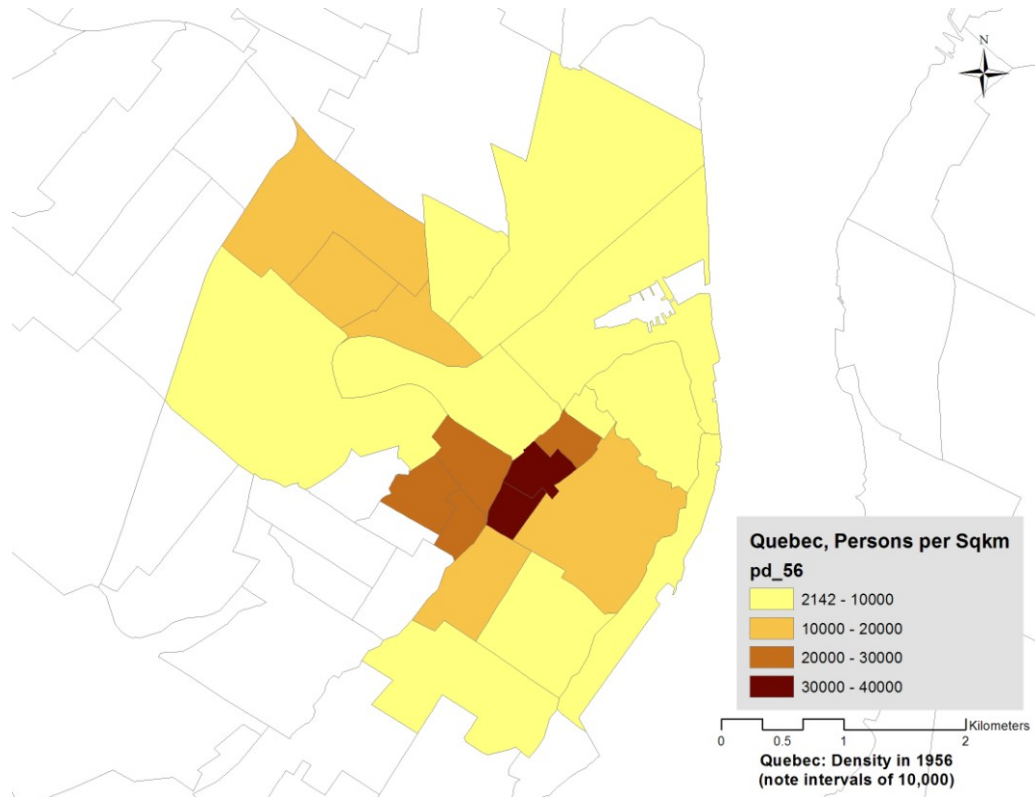 N
Quebec, Persons per Sqkm
pd_56
2142 - 10000
10000 - 20000
20000 - 30000
30000 - 40000
Kilometers
0 0.5 1 2
Quebec: Density in 1956
(note intervals of 10,000)